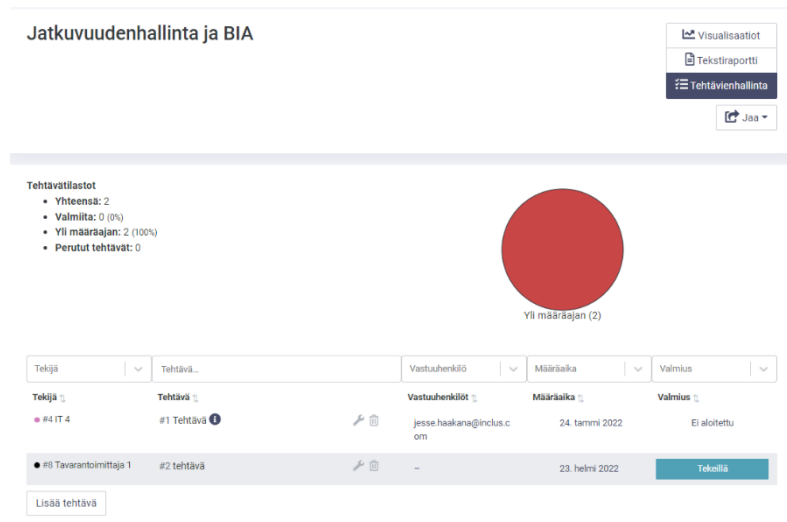 Jatkuvuudenhallinta ja BIA
Visualisaatiot
Tekstiraportti
Tehtävienhallinta
Jaa
Tehtävätilastot
Yhteensä: 2
Valmiita: 0 (0%)
Yli määräajan: 2 (100%)
Perutut tehtävät: 0
Yli määräajan (2)
Tekijä Tehtävä... Vastuuhenkilö Määräaika Valmius
Tekijä Tehtävä Vastuuhenkilöt Määräaika Valmius
#4 IT 4 #1 Tehtävä jesse.haakana@inclus.c 24. tammi 2022 Ei aloitettu
om
#8 Tavarantoimittaja 1 #2 tehtävä – 23. helmi 2022 Tekeillä
Lisää tehtävä